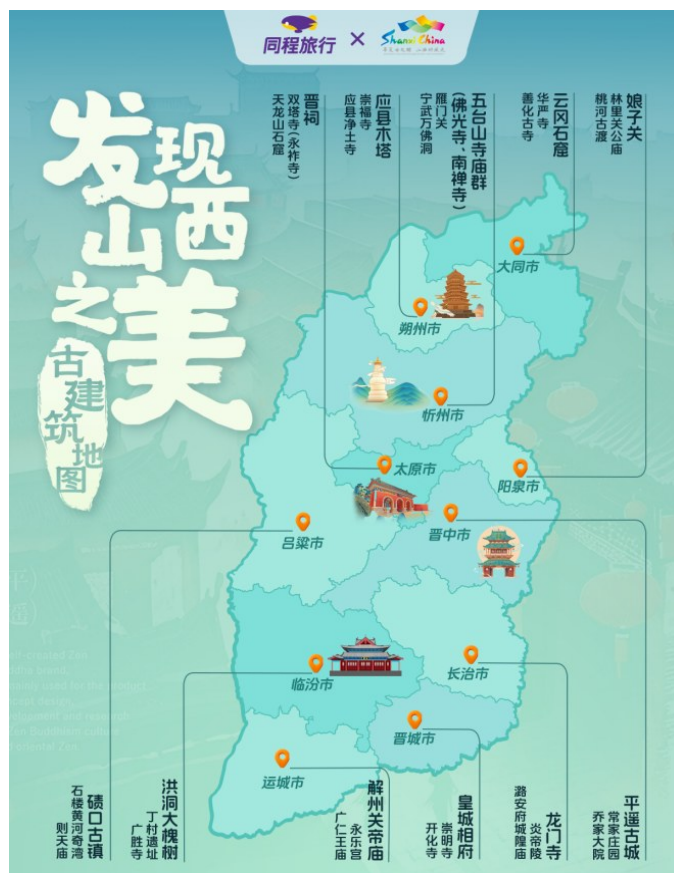 同程旅行 × Shanxi China
发现山西之美
古建筑地图
晋祠
双塔寺(永祚寺)
天龙山石窟
应县木塔
崇福寺
应县净土寺
五台山寺庙群
(佛光寺、南禅寺)
雁门关
宁武万佛洞
云冈石窟
华严寺
善化古寺
娘子关
林里关公庙
桃河古渡
大同市
朔州市
忻州市
太原市
阳泉市
吕梁市
晋中市
临汾市
长治市
晋城市
运城市
碛口古镇
石楼黄河奇湾
则天庙
洪洞大槐树
丁村遗址
广胜寺
解州关帝庙
永乐宫
广仁王庙
皇城相府
崇明寺
开化寺
龙门寺
炎帝陵
潞安府城隍庙
平遥古城
常家庄园
乔家大院